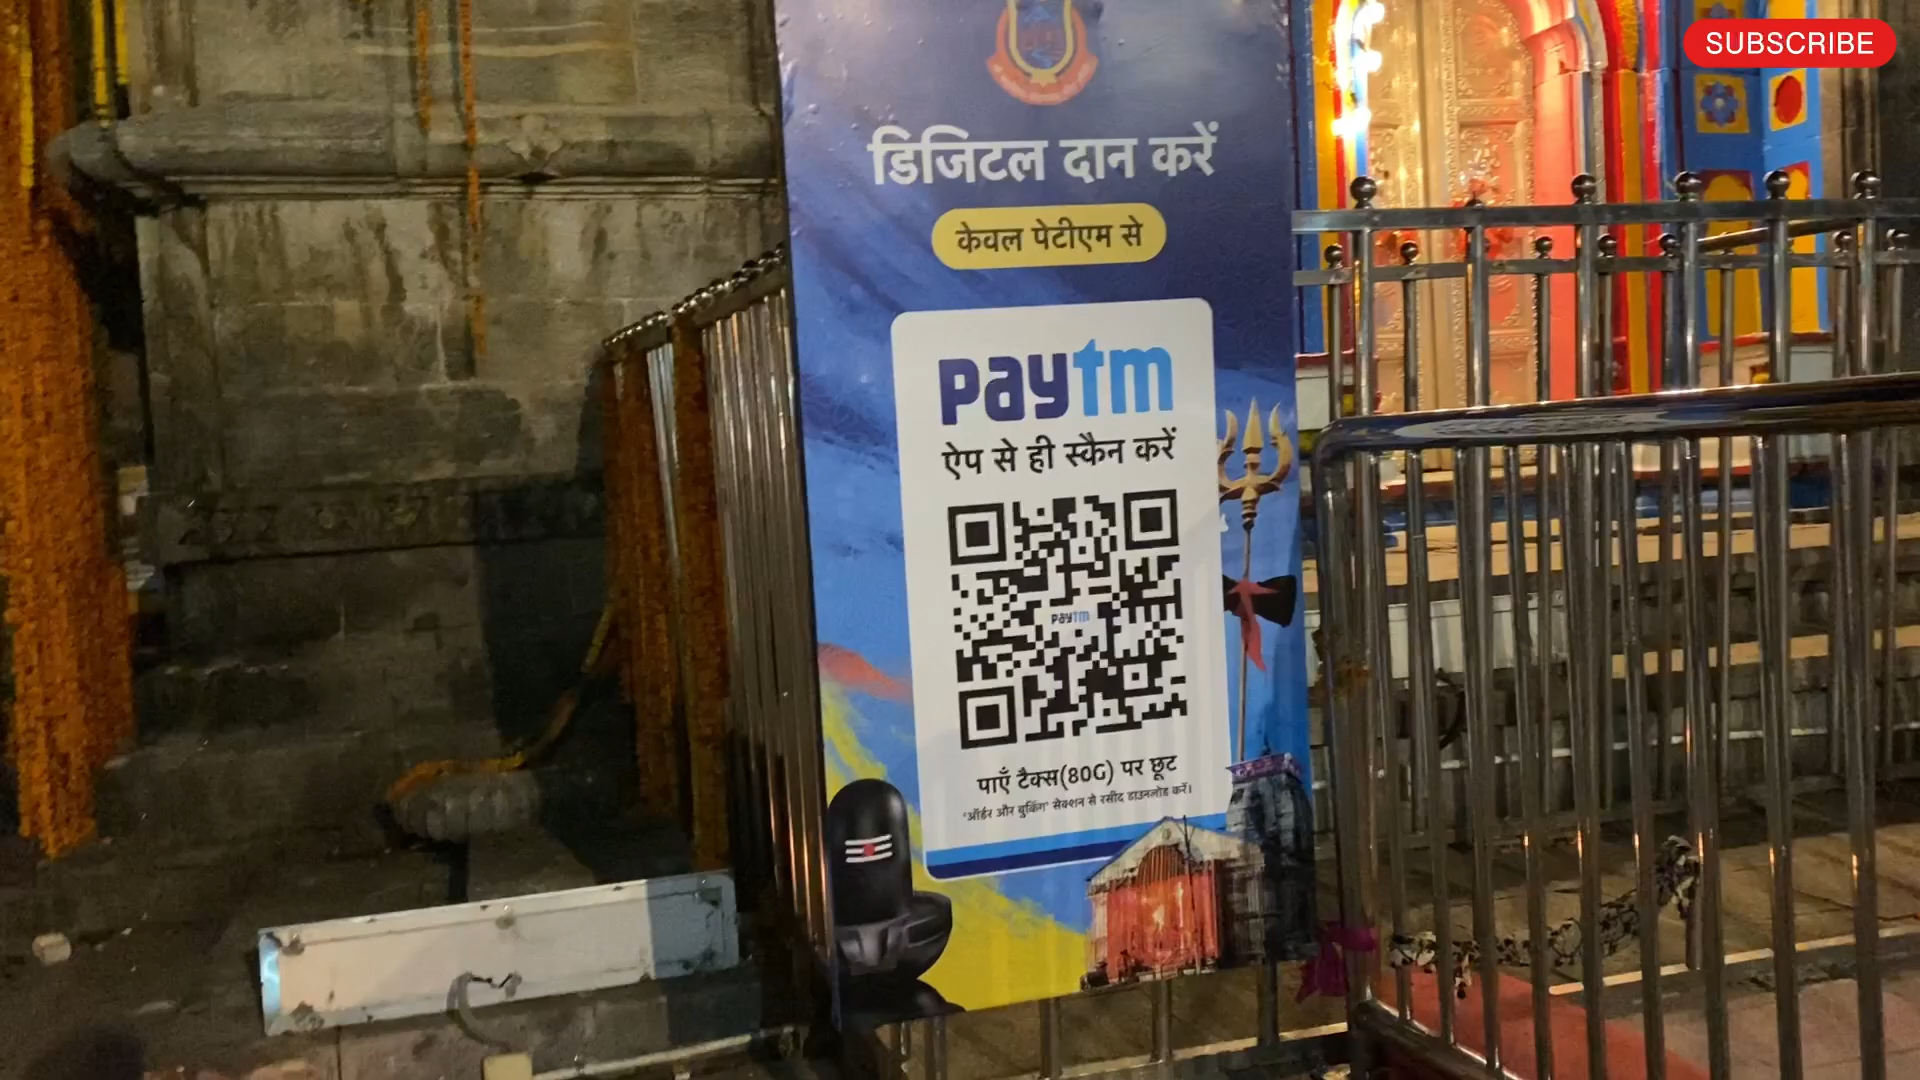 SUBSCRIBE
डिजिटल दान करें
केवल पेटीएम से
paytm
ऐप से ही स्कैन करें
paytm
पाएँ टैक्स(80G) पर छूट
'ऑर्डर और बुकिंग' सेक्शन से रसीद डाउनलोड करें।